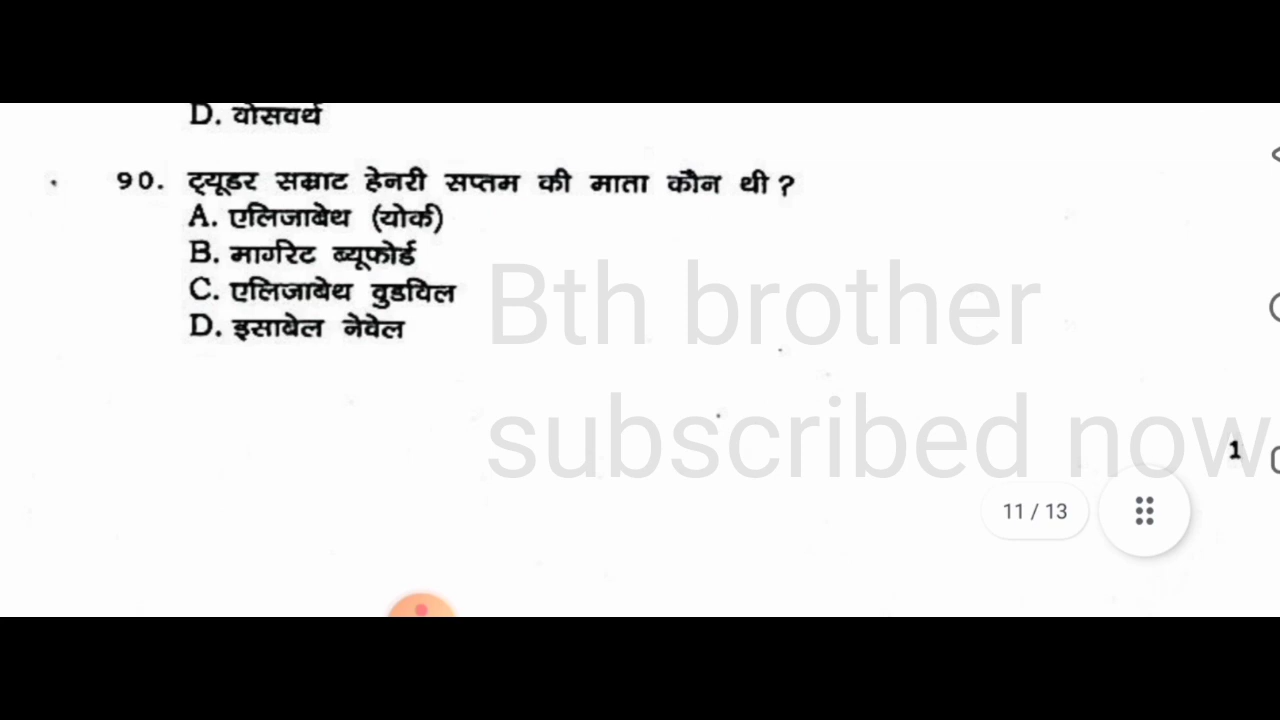 D. वोसवर्थ
90. ट्यूडर सम्राट हेनरी सप्तम की माता कौन थी ?
A. एलिजाबेथ (योर्क)
B. मार्गरेट ब्यूफोर्ड
C. एलिजाबेथ वुडविल
D. इसाबेल नेवेल
Bth brother
subscribed now
1
11 / 13